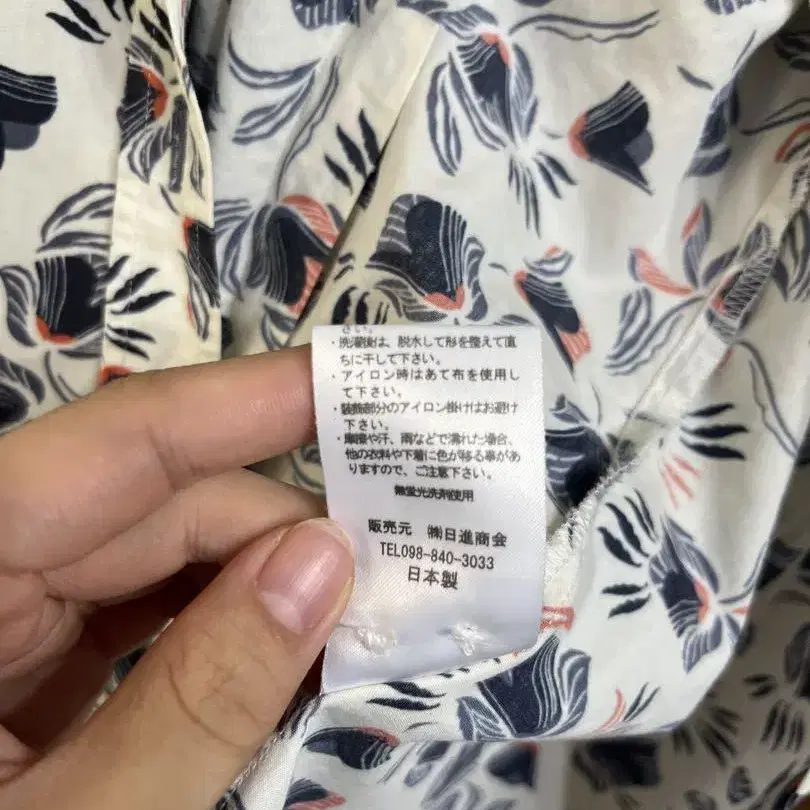 さい。
・洗濯後は、脱水して形を整えて直
ちに干して下さい。
・アイロン時はあて布を使用し
て下さい。
・装飾部分のアイロン掛けはお避け
下さい。
・摩擦や汗、雨などで濡れた場合、
他の衣料や下着に色が移る事があ
りますので、ご注意下さい。
無蛍光洗剤使用
販売元 ㈱日進商会
TEL098-840-3033
日本製